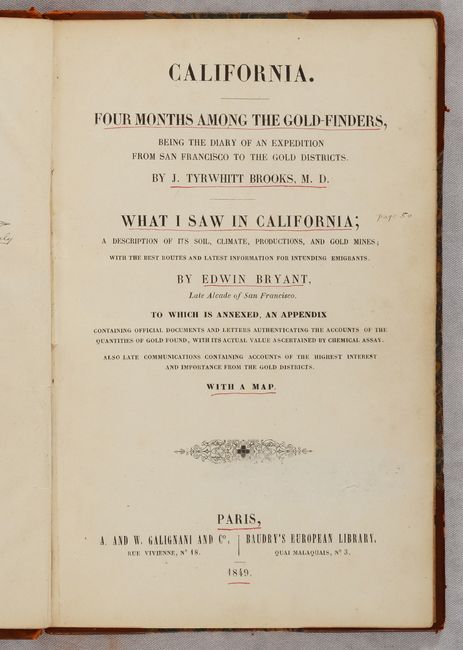 CALIFORNIA.
FOUR MONTHS AMONG THE GOLD-FINDERS,
BEING THE DIARY OF AN EXPEDITION
FROM SAN FRANCISCO TO THE GOLD DISTRICTS.
BY J. TYRWHITT BROOKS, M. D.
WHAT I SAW IN CALIFORNIA;
page 50
A DESCRIPTION OF ITS SOIL, CLIMATE, PRODUCTIONS, AND GOLD MINES;
WITH THE BEST ROUTES AND LATEST INFORMATION FOR INTENDING EMIGRANTS.
BY EDWIN BRYANT,
Late Alcade of San Francisco.
TO WHICH IS ANNEXED, AN APPENDIX
CONTAINING OFFICIAL DOCUMENTS AND LETTERS AUTHENTICATING THE ACCOUNTS OF THE
QUANTITIES OF GOLD FOUND, WITH ITS ACTUAL VALUE ASCERTAINED BY CHEMICAL ASSAY.
ALSO LATE COMMUNICATIONS CONTAINING ACCOUNTS OF THE HIGHEST INTEREST
AND IMPORTANCE FROM THE GOLD DISTRICTS.
WITH A MAP.
PARIS,
A. AND W. GALIGNANI AND Co,
RUE VIVIENNE, No 18.
BAUDRY'S EUROPEAN LIBRARY,
QUAI MALAQUAIS, No 3.
1849.